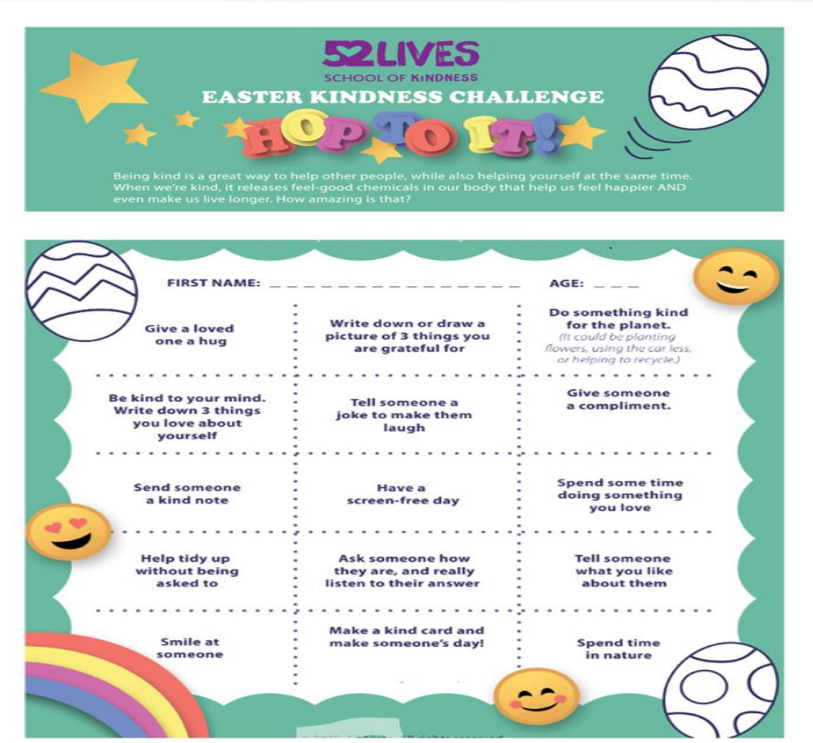 52 LIVES
SCHOOL OF KiNDNESS
EASTER KINDNESS CHALLENGE
HOP TO IT!
Being kind is a great way to help other people, while also helping yourself at the same time.
When we're kind, it releases feel-good chemicals in our body that help us feel happier AND
even make us live longer. How amazing is that?
FIRST NAME: _ _ _ _ _ _ _ _ _ _ _ _ _ _ _ AGE: _ _ _
Give a loved
one a hug
Write down or draw a
picture of 3 things you
are grateful for
Do something kind
for the planet.
(It could be planting
flowers, using the car less,
or helping to recycle.)
Be kind to your mind.
Write down 3 things
you love about
yourself
Tell someone a
joke to make them
laugh
Give someone
a compliment.
Send someone
a kind note
Have a
screen-free day
Spend some time
doing something
you love
Help tidy up
without being
asked to
Ask someone how
they are, and really
listen to their answer
Tell someone
what you like
about them
Smile at
someone
Make a kind card and
make someone's day!
Spend time
in nature